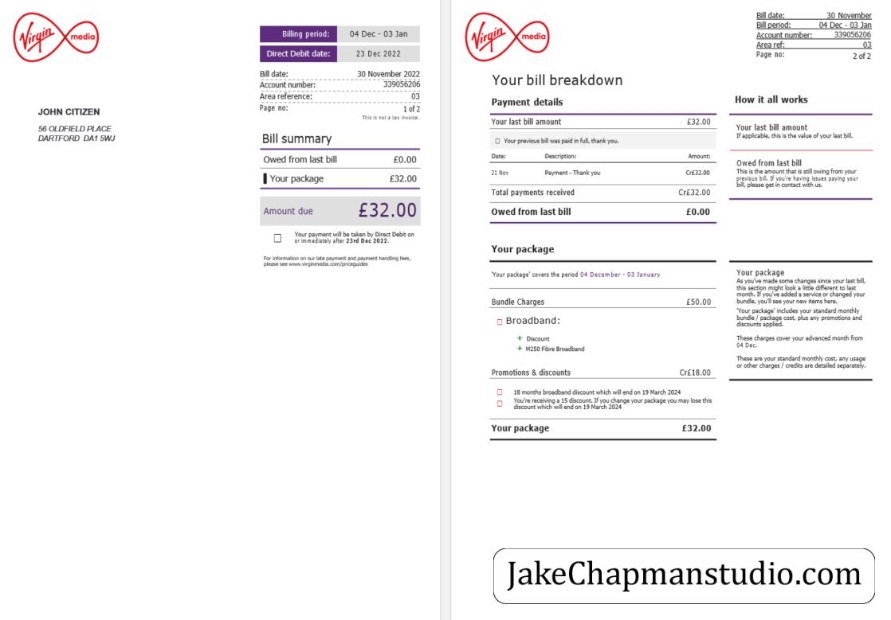 Virgin media
Billing period: 04 Dec - 03 Jan
Direct Debit date: 23 Dec 2022
Bill date: 30 November 2022
Account number: 339056206
Area reference: 03
Page no: 1 of 2
This is not a tax invoice.
JOHN CITIZEN
56 OLDFIELD PLACE
DARTFORD DA1 5WJ
Bill summary
Owed from last bill £0.00
Your package £32.00
Amount due £32.00
Your payment will be taken by Direct Debit on
or immediately after 23rd Dec 2022.
For information on our late payment and payment handling fees,
please see www.virginmedia.com/priceguides
Virgin media
Bill date: 30 November
Bill period: 04 Dec - 03 Jan
Account number: 339056206
Area ref: 03
Page no: 2 of 2
Your bill breakdown
Payment details
Your last bill amount £32.00
Your previous bill was paid in full, thank you.
Date: Description: Amount:
21 Nov Payment - Thank you Cr£32.00
Total payments received Cr£32.00
Owed from last bill £0.00
Your package
'Your package' covers the period 04 December - 03 January
Bundle Charges £50.00
Broadband:
+ Discount
+ M250 Fibre Broadband
Promotions & discounts Cr£18.00
18 months broadband discount which will end on 19 March 2024
You're receiving a 15 discount. If you change your package you may lose this
discount which will end on 19 March 2024
Your package £32.00
How it all works
Your last bill amount
If applicable, this is the value of your last bill.
Owed from last bill
This is the amount that is still owing from your
previous bill. If you're having issues paying your
bill, please get in contact with us.
Your package
As you've made some changes since your last bill,
this section might look a little different to last
month. If you've added a service or changed your
bundle, you'll see your new items here.
'Your package' includes your standard monthly
bundle / package cost, plus any promotions and
discounts applied.
These charges cover your advanced month from
04 Dec.
These are your standard monthly cost, any usage
or other charges / credits are detailed separately.
JakeChapmanstudio.com